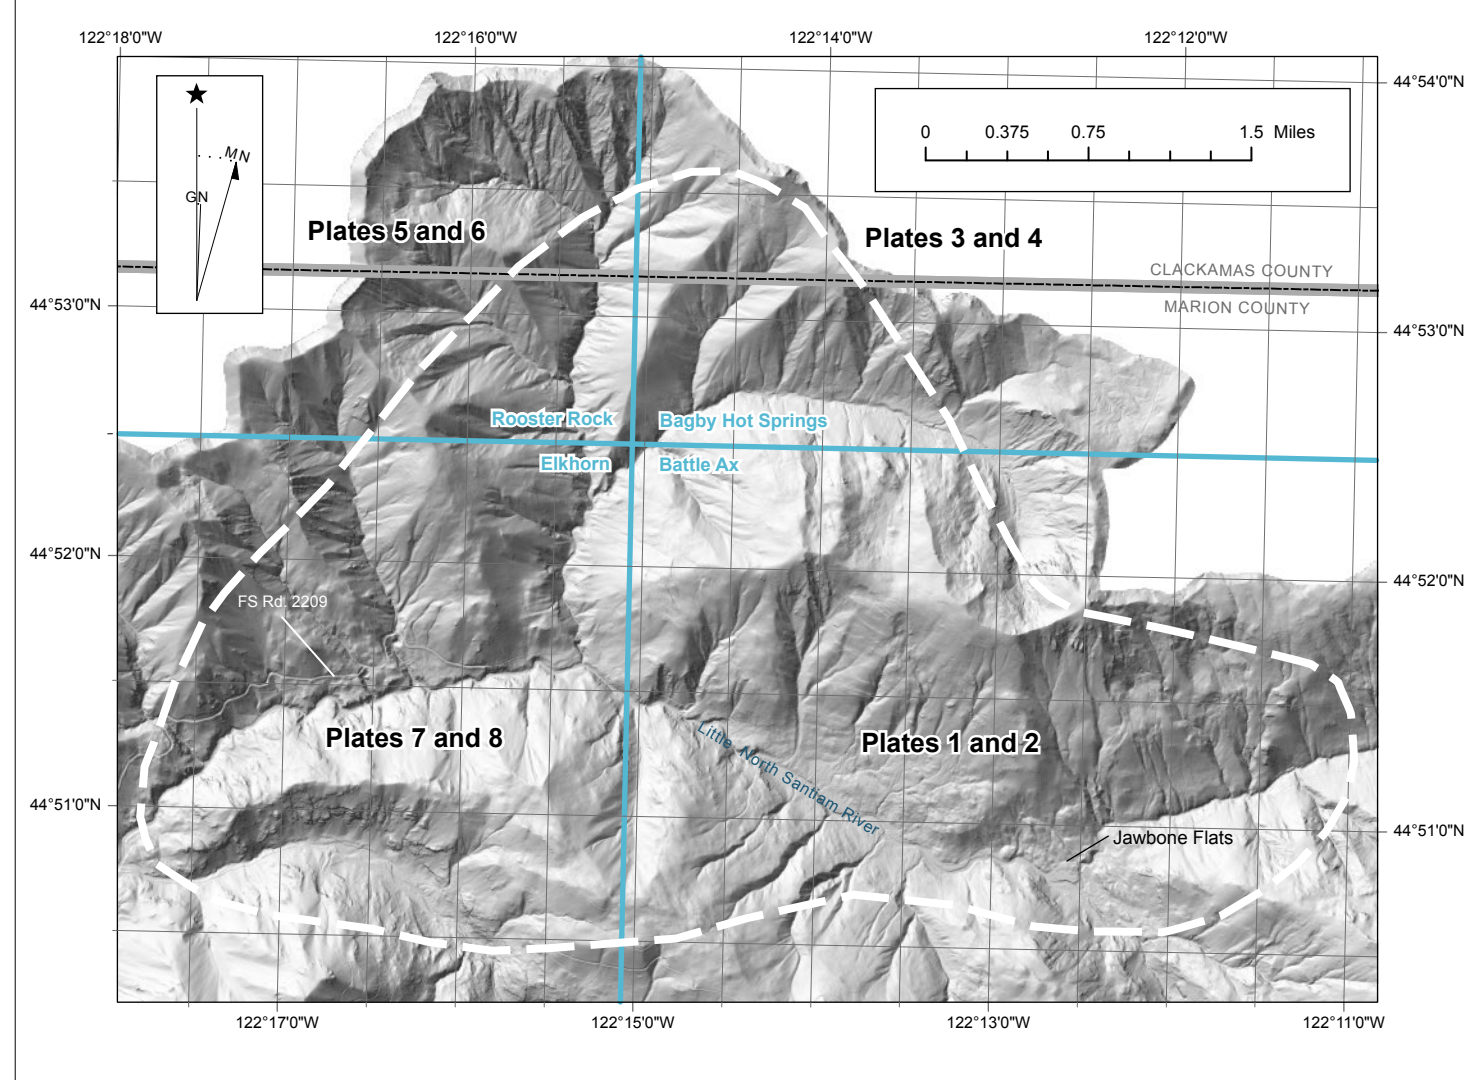 122°18'0"W 122°16'0"W 122°14'0"W 122°12'0"W
44°54'0"N
MN
GN
0 0.375 0.75 1.5 Miles
Plates 5 and 6
Plates 3 and 4
CLACKAMAS COUNTY
MARION COUNTY
44°53'0"N
44°53'0"N
Rooster Rock
Bagby Hot Springs
Elkhorn
Battle Ax
44°52'0"N
44°52'0"N
FS Rd. 2209
Plates 7 and 8
Plates 1 and 2
Little North Santiam River
44°51'0"N
44°51'0"N
Jawbone Flats
122°17'0"W 122°15'0"W 122°13'0"W 122°11'0"W